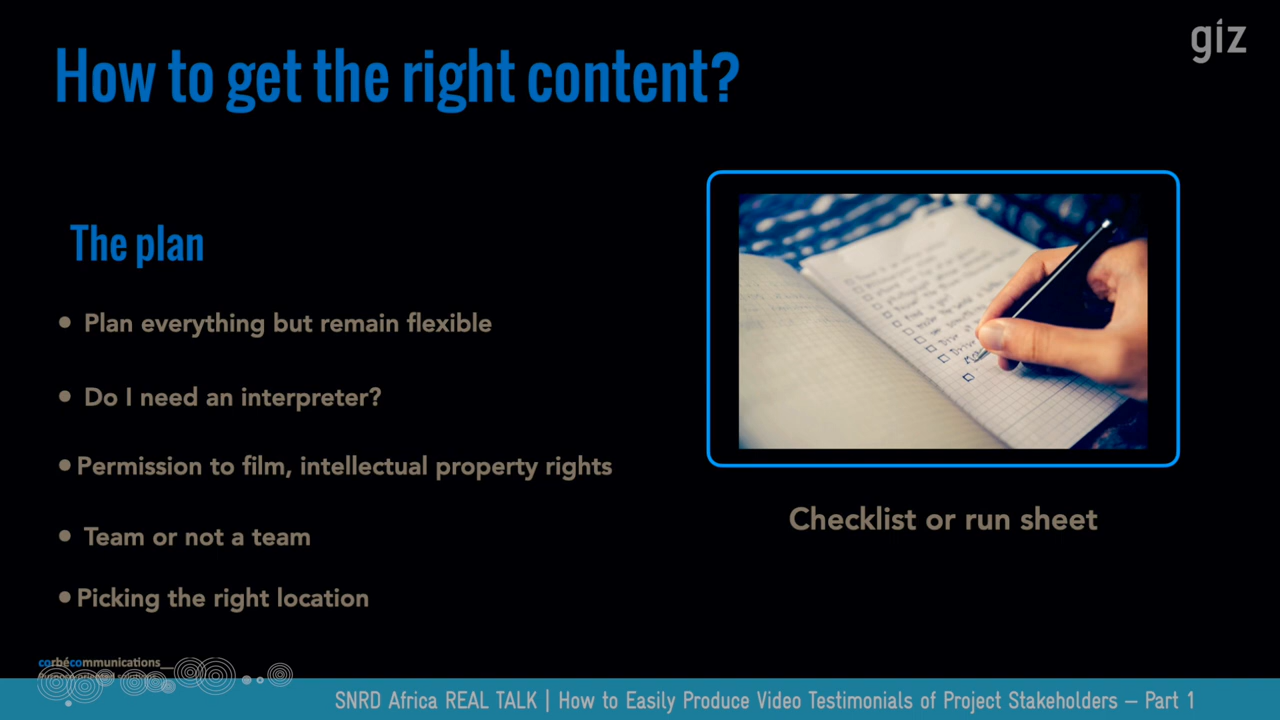 giz
How to get the right content?
The plan
• Plan everything but remain flexible
• Do I need an interpreter?
• Permission to film, intellectual property rights
• Team or not a team
• Picking the right location
Checklist or run sheet
corbécommunications__
SNRD Africa REAL TALK | How to Easily Produce Video Testimonials of Project Stakeholders – Part 1